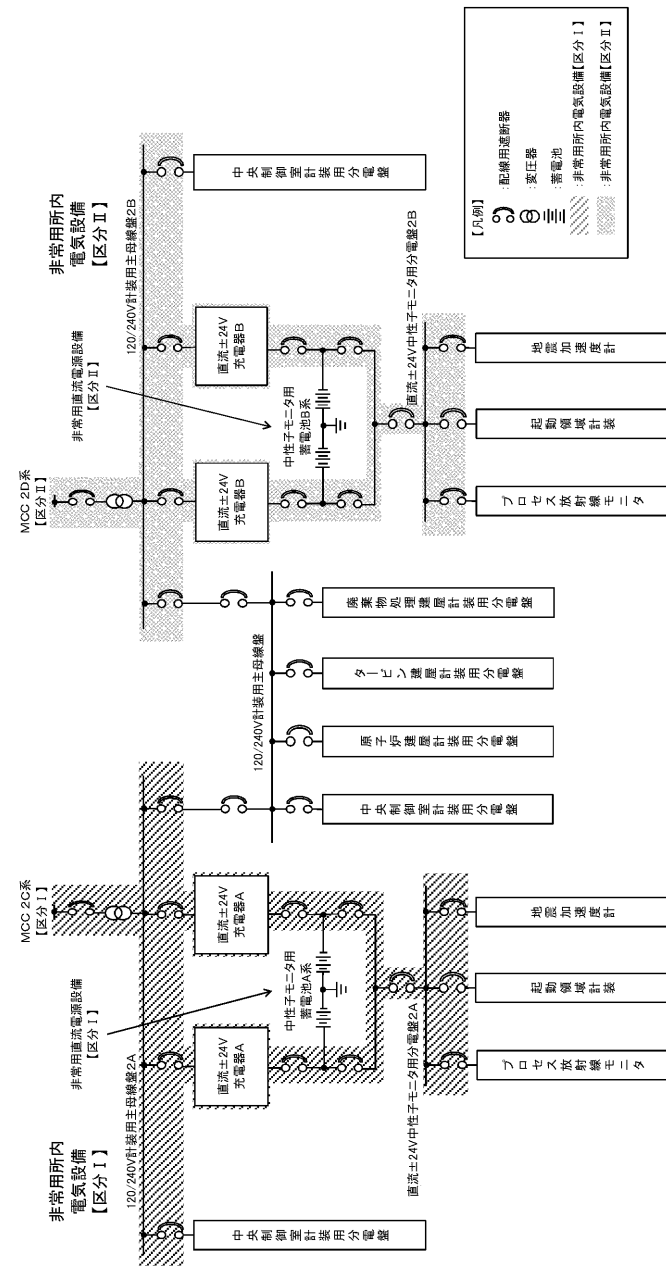 非常用所内
電気設備
【区分Ⅰ】
120/240V計装用主母線盤2A
中央制御室計装用分電盤
非常用直流電源設備
【区分Ⅰ】
MCC 2C系
【区分Ⅰ】
直流±24V
充電器A
直流±24V
充電器A
中性子モニタ用
蓄電池A系
直流±24V中性子モニタ用分電盤2A
プロセス放射線モニタ
起動領域計装
地震加速度計
120/240V計装用主母線盤
中央制御室計装用分電盤
原子炉建屋計装用分電盤
タービン建屋計装用分電盤
廃棄物処理建屋計装用分電盤
MCC 2D系
【区分Ⅱ】
非常用直流電源設備
【区分Ⅱ】
非常用所内
電気設備
【区分Ⅱ】
120/240V計装用主母線盤2B
直流±24V
充電器B
直流±24V
充電器B
中性子モニタ用
蓄電池B系
中央制御室計装用分電盤
直流±24V中性子モニタ用分電盤2B
プロセス放射線モニタ
起動領域計装
地震加速度計
【凡例】
:配線用遮断器
:変圧器
:蓄電池
:非常用所内電気設備【区分Ⅰ】
:非常用所内電気設備【区分Ⅱ】